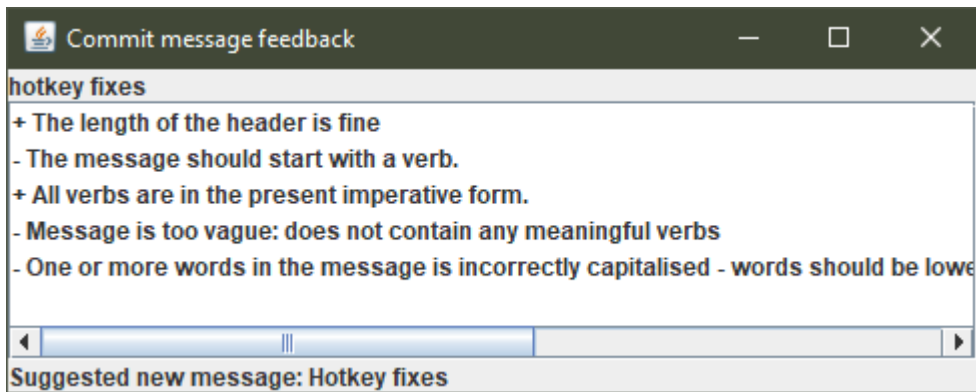 Commit message feedback
hotkey fixes
+ The length of the header is fine
- The message should start with a verb.
+ All verbs are in the present imperative form.
- Message is too vague: does not contain any meaningful verbs
- One or more words in the message is incorrectly capitalised - words should be lowe
Suggested new message: Hotkey fixes